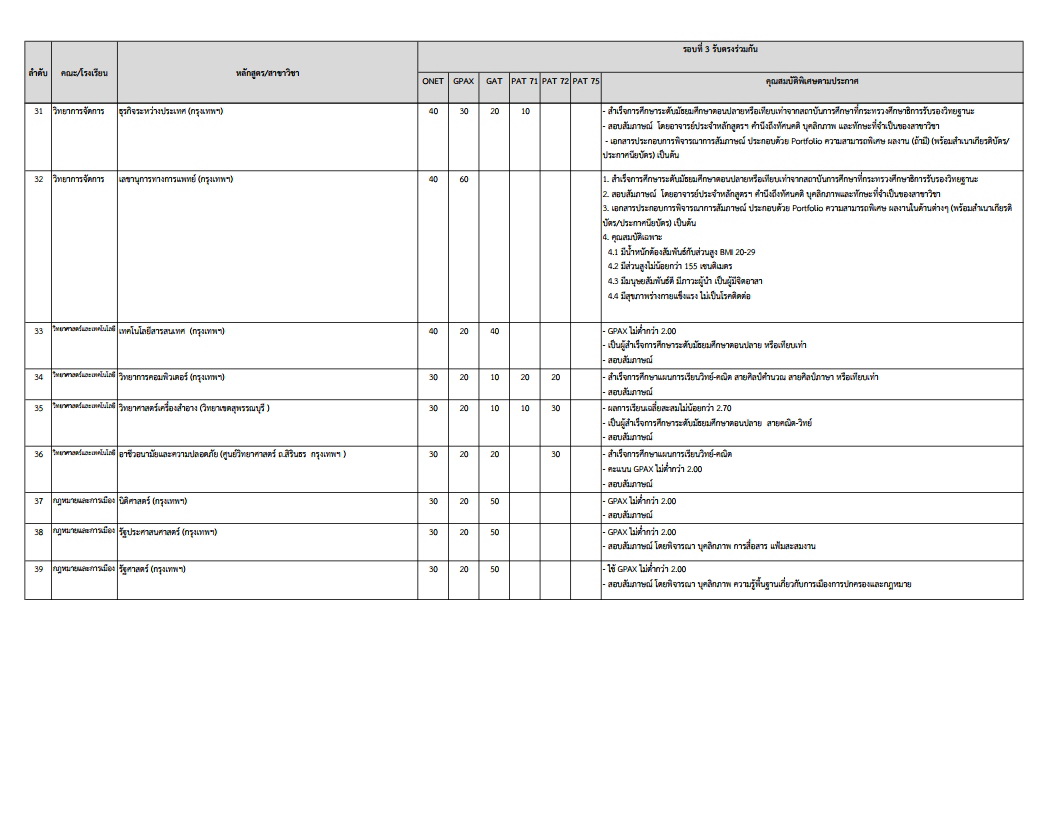 รอบที่ 3 รับตรงร่วมกัน
ลำดับ คณะ/โรงเรียน หลักสูตร/สาขาวิชา
ONET GPAX GAT PAT 71 PAT 72 PAT 75 คุณสมบัติพิเศษตามประกาศ
31 วิทยาการจัดการ ธุรกิจระหว่างประเทศ (กรุงเทพฯ) 40 30 20 10 - สำเร็จการศึกษาระดับมัธยมศึกษาตอนปลายหรือเทียบเท่าจากสถาบันการศึกษาที่กระทรวงศึกษาธิการรับรองวิทยฐานะ
- สอบสัมภาษณ์ โดยอาจารย์ประจำหลักสูตรฯ คำนึงถึงทัศนคติ บุคลิกภาพ และทักษะที่จำเป็นของสาขาวิชา
- เอกสารประกอบการพิจารณาการสัมภาษณ์ ประกอบด้วย Portfolio ความสามารถพิเศษ ผลงาน (ถ้ามี) (พร้อมสำเนาเกียรติบัตร/
ประกาศนียบัตร) เป็นต้น
32 วิทยาการจัดการ เลขานุการทางการแพทย์ (กรุงเทพฯ) 40 60 1. สำเร็จการศึกษาระดับมัธยมศึกษาตอนปลายหรือเทียบเท่าจากสถาบันการศึกษาที่กระทรวงศึกษาธิการรับรองวิทยฐานะ
2. สอบสัมภาษณ์ โดยอาจารย์ประจำหลักสูตรฯ คำนึงถึงทัศนคติ บุคลิกภาพและทักษะที่จำเป็นของสาขาวิชา
3. เอกสารประกอบการพิจารณาการสัมภาษณ์ ประกอบด้วย Portfolio ความสามารถพิเศษ ผลงานในด้านต่างๆ (พร้อมสำเนาเกียรติ
บัตร/ประกาศนียบัตร) เป็นต้น
4. คุณสมบัติเฉพาะ
4.1 มีน้ำหนักต้องสัมพันธ์กับส่วนสูง BMI 20-29
4.2 มีส่วนสูงไม่น้อยกว่า 155 เซนติเมตร
4.3 มีมนุษยสัมพันธ์ดี มีภาวะผู้นำ เป็นผู้มีจิตอาสา
4.4 มีสุขภาพร่างกายแข็งแรง ไม่เป็นโรคติดต่อ
33 วิทยาศาสตร์และเทคโนโลยี เทคโนโลยีสารสนเทศ (กรุงเทพฯ) 40 20 40 - GPAX ไม่ต่ำกว่า 2.00
- เป็นผู้สำเร็จการศึกษาระดับมัธยมศึกษาตอนปลาย หรือเทียบเท่า
- สอบสัมภาษณ์
34 วิทยาศาสตร์และเทคโนโลยี วิทยาการคอมพิวเตอร์ (กรุงเทพฯ) 30 20 10 20 20 - สำเร็จการศึกษาแผนการเรียนวิทย์-คณิต สายศิลป์คำนวณ สายศิลป์ภาษา หรือเทียบเท่า
- สอบสัมภาษณ์
35 วิทยาศาสตร์และเทคโนโลยี วิทยาศาสตร์เครื่องสำอาง (วิทยาเขตสุพรรณบุรี ) 30 20 10 10 30 - ผลการเรียนเฉลี่ยสะสมไม่น้อยกว่า 2.70
- เป็นผู้สำเร็จการศึกษาระดับมัธยมศึกษาตอนปลาย สายคณิต-วิทย์
- สอบสัมภาษณ์
36 วิทยาศาสตร์และเทคโนโลยี อาชีวอนามัยและความปลอดภัย (ศูนย์วิทยาศาสตร์ ถ.สิรินธร กรุงเทพฯ ) 30 20 20 30 - สำเร็จการศึกษาแผนการเรียนวิทย์-คณิต
- คะแนน GPAX ไม่ต่ำกว่า 2.00
- สอบสัมภาษณ์
37 กฎหมายและการเมือง นิติศาสตร์ (กรุงเทพฯ) 30 20 50 - GPAX ไม่ต่ำกว่า 2.00
- สอบสัมภาษณ์
38 กฎหมายและการเมือง รัฐประศาสนศาสตร์ (กรุงเทพฯ) 30 20 50 - GPAX ไม่ต่ำกว่า 2.00
- สอบสัมภาษณ์ โดยพิจารณา บุคลิกภาพ การสื่อสาร แฟ้มสะสมงาน
39 กฎหมายและการเมือง รัฐศาสตร์ (กรุงเทพฯ) 30 20 50 - ใช้ GPAX ไม่ต่ำกว่า 2.00
- สอบสัมภาษณ์ โดยพิจารณา บุคลิกภาพ ความรู้พื้นฐานเกี่ยวกับการเมืองการปกครองและกฎหมาย